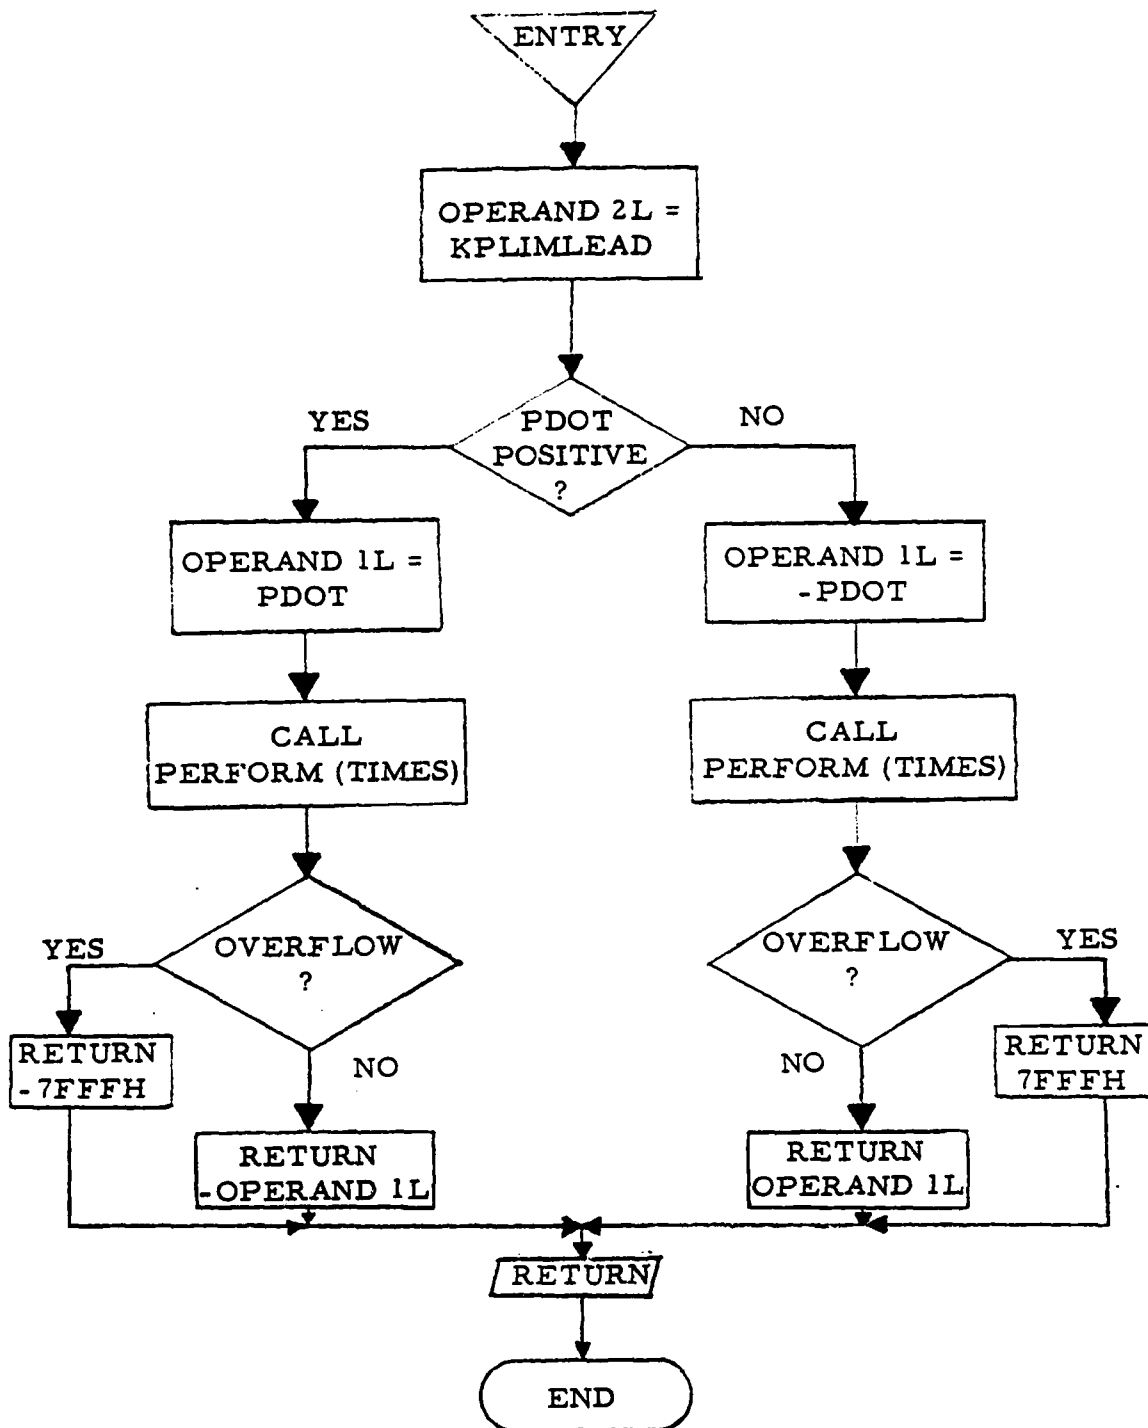 ENTRY
OPERAND 2L =
KPLIMLEAD
YES
PDOT
POSITIVE
?
NO
OPERAND 1L =
PDOT
OPERAND 1L =
-PDOT
CALL
PERFORM (TIMES)
CALL
PERFORM (TIMES)
YES
OVERFLOW
?
OVERFLOW
?
YES
RETURN
-7FFFH
NO
NO
RETURN
7FFFH
RETURN
-OPERAND 1L
RETURN
OPERAND 1L
RETURN
END